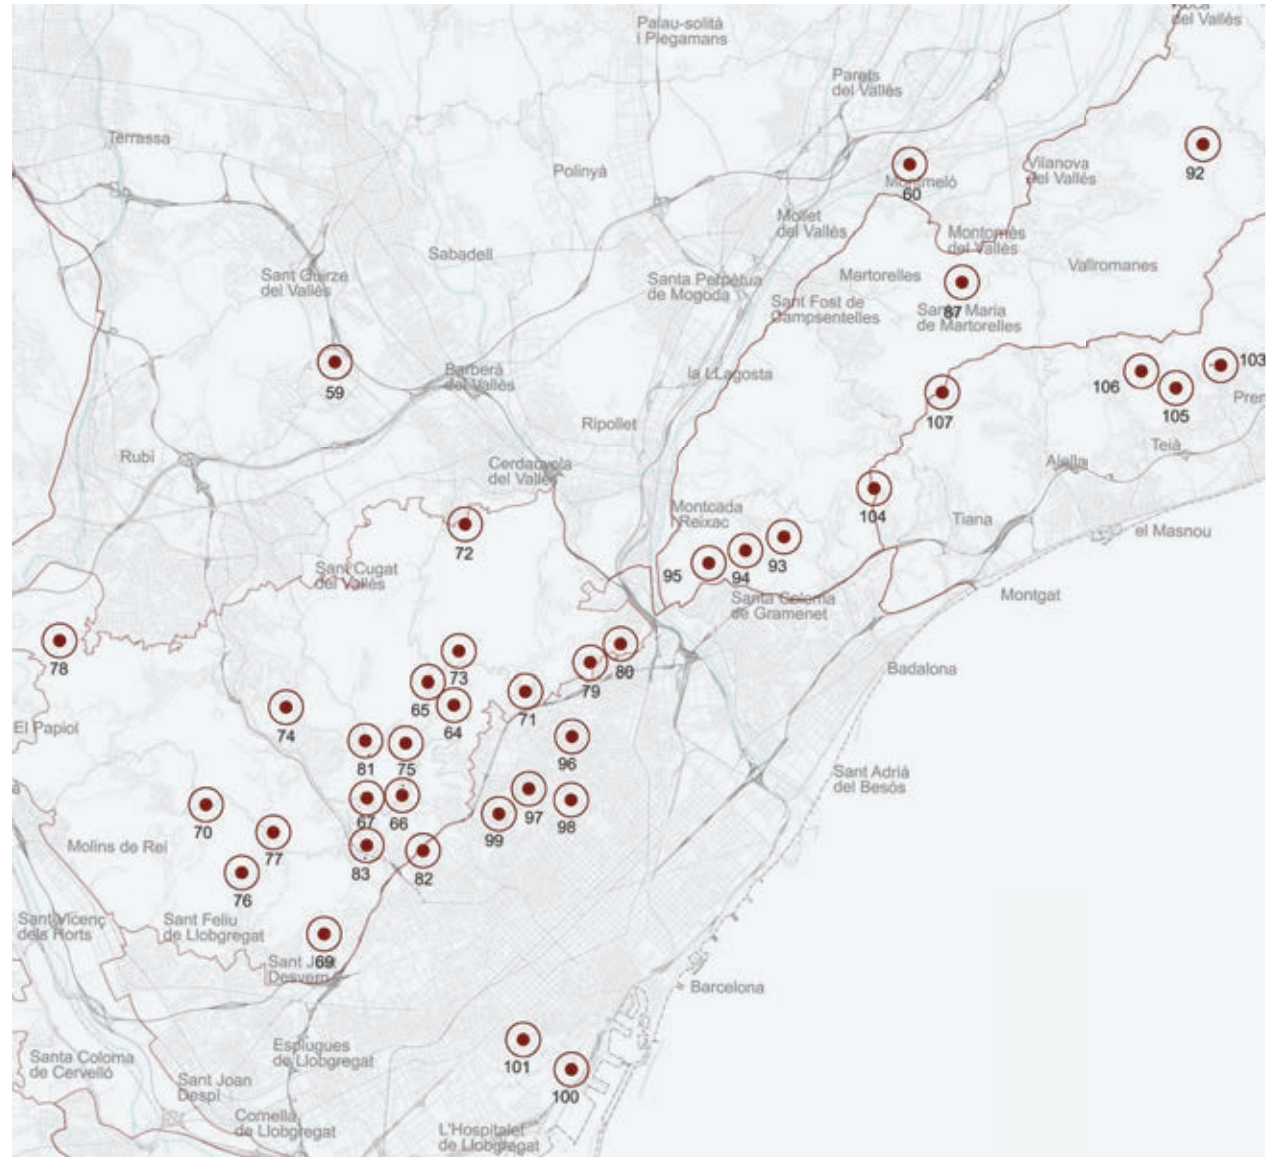 del Vallès
Palau-solità
i Plegamans
Parets
del Vallès
Terrassa
Polinyà
Vilanova
del Vallès
92
Montmeló
60
Mollet
del Vallès
Montornès
del Vallès
Sabadell
Vallromanes
Sant Quirze
del Vallès
Santa Perpètua
de Mogoda
Martorelles
Sant Fost de
Campsentelles
87
Santa Maria
de Martorelles
59
Barberà
del Vallès
la LLagosta
106
105
103
Prem
107
Ripollet
Teià
Rubí
Alella
Cerdanyola
del Vallès
Montcada
i Reixac
104
Tiana
el Masnou
72
95
94
93
Sant Cugat
del Vallès
Santa Coloma
de Gramenet
Montgat
78
73
79
80
Badalona
65
64
71
74
El Papiol
81
75
96
Sant Adrià
del Besòs
70
67
66
97
98
99
77
Molins de Rei
83
82
76
Sant Vicenç
dels Horts
Sant Feliu
de Llobregat
69
Sant Just
Desvern
Barcelona
101
100
Esplugues
de Llobregat
Santa Coloma
de Cervelló
Sant Joan
Despí
Cornellà
de Llobregat
L'Hospitalet
de Llobregat